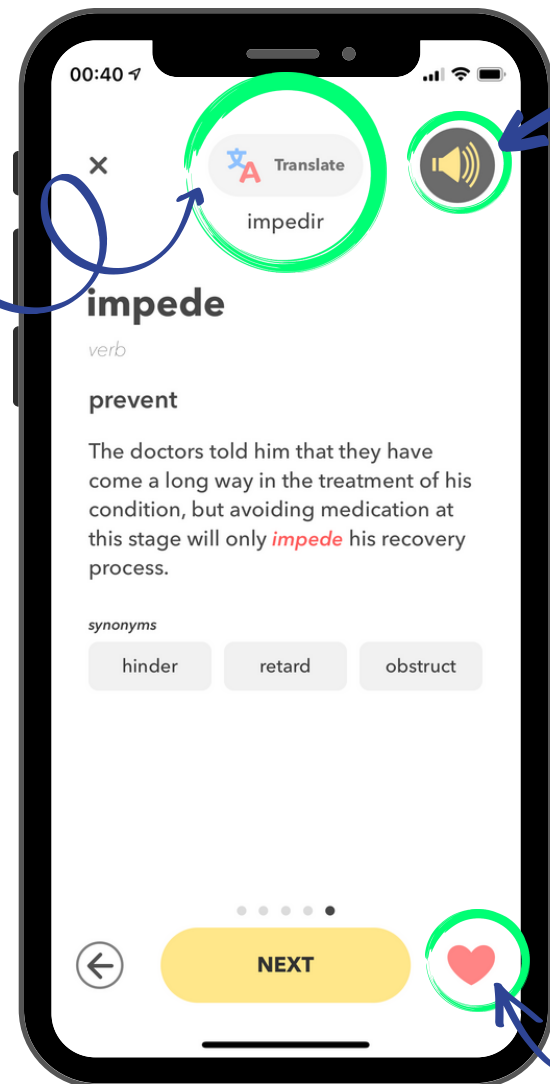 00:40
Translate
impedir
impede
verb
prevent
The doctors told him that they have
come a long way in the treatment of his
condition, but avoiding medication at
this stage will only impede his recovery
process.
synonyms
hinder retard obstruct
NEXT